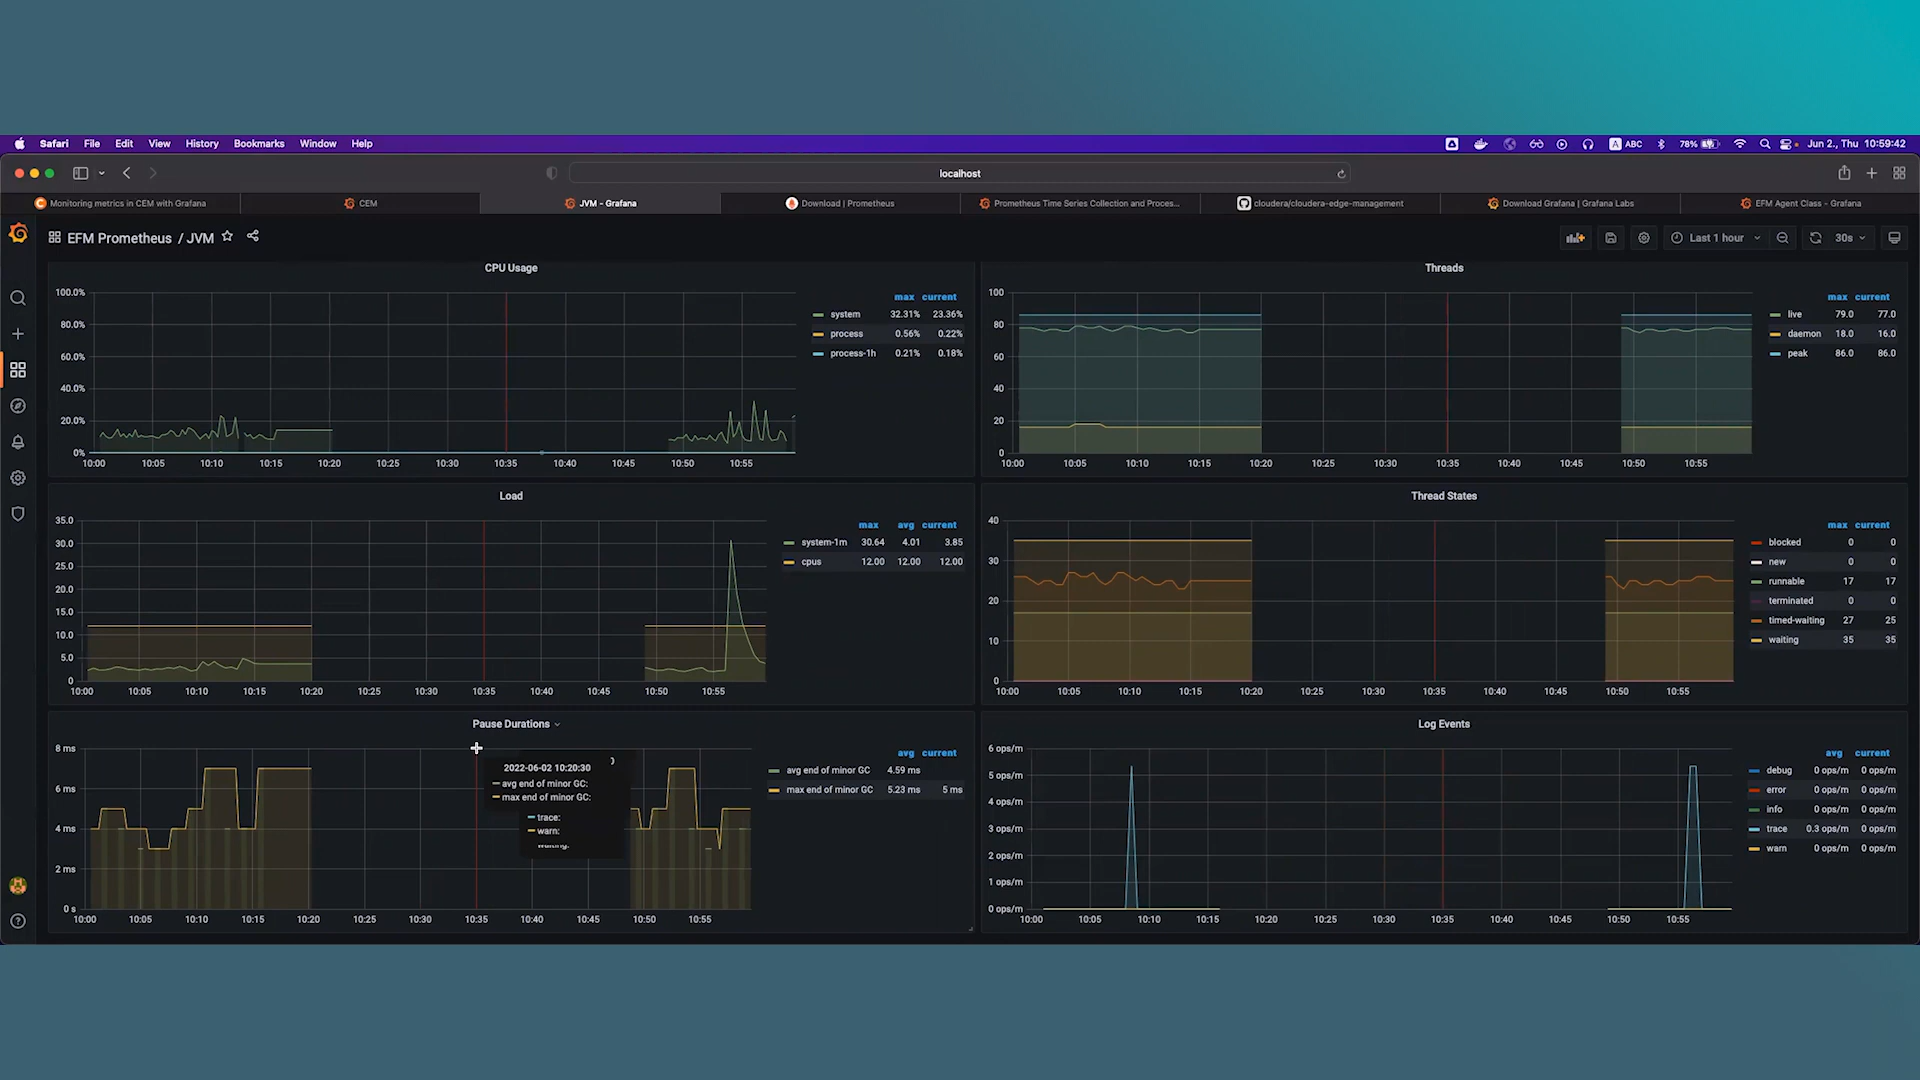 Safari File Edit View History Bookmarks Window Help
ABC 78% Jun 2., Thu 10:59:42
localhost
Monitoring metrics in CEM with Grafana
CEM
JVM - Grafana
Download | Prometheus
Prometheus Time Series Collection and Proces...
cloudera/cloudera-edge-management
Download Grafana | Grafana Labs
EFM Agent Class - Grafana
EFM Prometheus / JVM
Last 1 hour
30s
CPU Usage
100.0%
80.0%
60.0%
40.0%
20.0%
0%
10:00 10:05 10:10 10:15 10:20 10:25 10:30 10:35 10:40 10:45 10:50 10:55
max current
system 32.31% 23.36%
process 0.56% 0.22%
process-1h 0.21% 0.18%
Threads
100
80
60
40
20
0
10:00 10:05 10:10 10:15 10:20 10:25 10:30 10:35 10:40 10:45 10:50 10:55
max current
live 79.0 77.0
daemon 18.0 16.0
peak 86.0 86.0
Load
35.0
30.0
25.0
20.0
15.0
10.0
5.0
0
10:00 10:05 10:10 10:15 10:20 10:25 10:30 10:35 10:40 10:45 10:50 10:55
max avg current
system-1m 30.64 4.01 3.85
cpus 12.00 12.00 12.00
Thread States
40
30
20
10
0
10:00 10:05 10:10 10:15 10:20 10:25 10:30 10:35 10:40 10:45 10:50 10:55
max current
blocked 0 0
new 0 0
runnable 17 17
terminated 0 0
timed-waiting 27 25
waiting 35 35
Pause Durations
8 ms
6 ms
4 ms
2 ms
0 s
10:00 10:05 10:10 10:15 10:20 10:25 10:30 10:35 10:40 10:45 10:50 10:55
2022-06-02 10:20:30
avg end of minor GC:
max end of minor GC:
trace:
warn:
avg current
avg end of minor GC 4.59 ms
max end of minor GC 5.23 ms 5 ms
Log Events
6 ops/m
5 ops/m
4 ops/m
3 ops/m
2 ops/m
1 ops/m
0 ops/m
10:00 10:05 10:10 10:15 10:20 10:25 10:30 10:35 10:40 10:45 10:50 10:55
avg current
debug 0 ops/m 0 ops/m
error 0 ops/m 0 ops/m
info 0 ops/m 0 ops/m
trace 0.3 ops/m 0 ops/m
warn 0 ops/m 0 ops/m